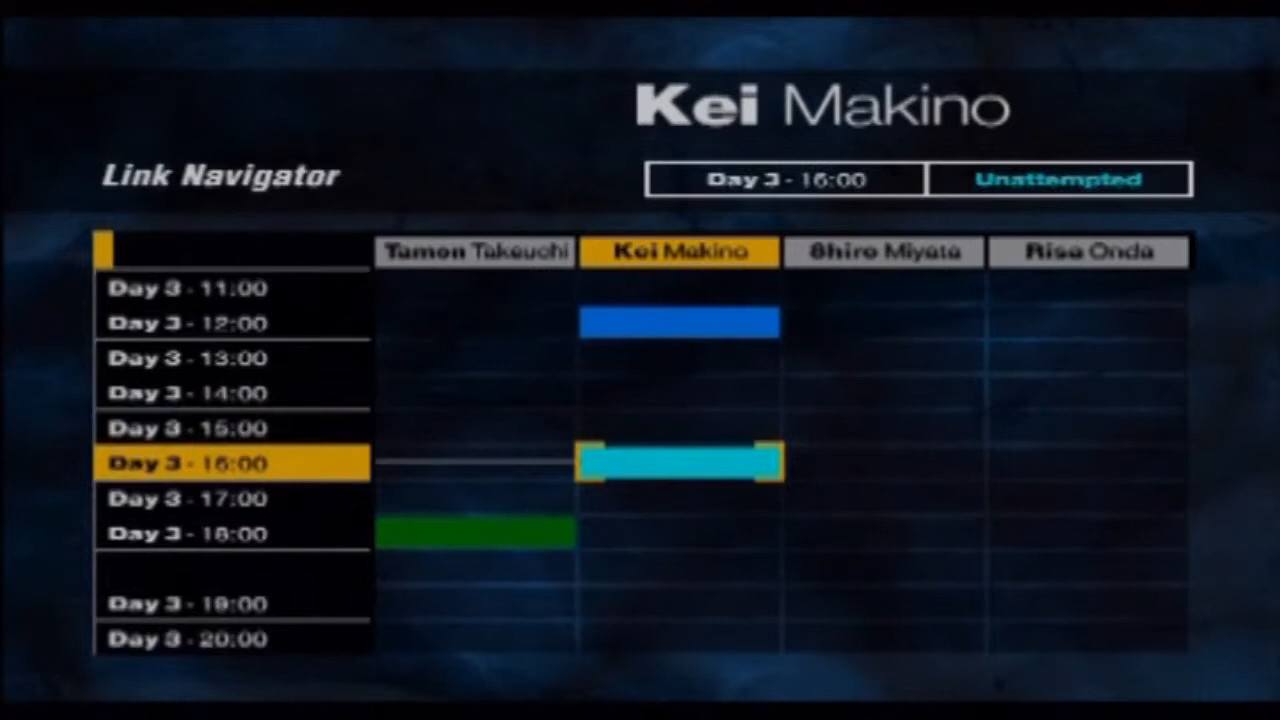 Kei Makino
Link Navigator
Day 3 - 16:00 Unattempted
Tamon Takeuchi Kei Makino Shiro Miyata Risa Onda
Day 3 - 11:00
Day 3 - 12:00
Day 3 - 13:00
Day 3 - 14:00
Day 3 - 15:00
Day 3 - 16:00
Day 3 - 17:00
Day 3 - 18:00
Day 3 - 19:00
Day 3 - 20:00